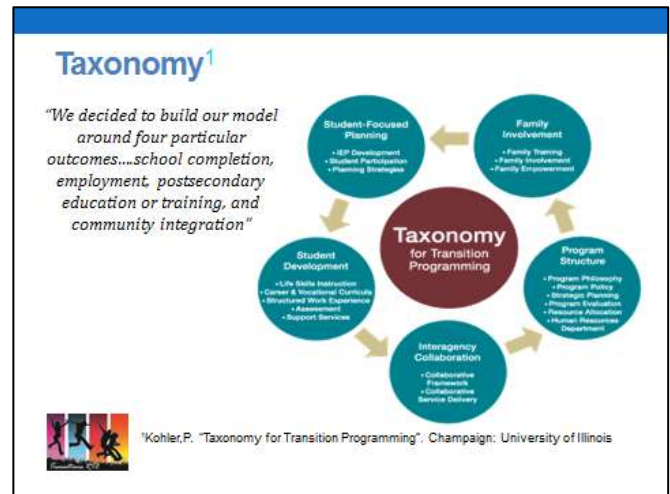 Taxonomy¹
“We decided to build our model
around four particular
outcomes....school completion,
employment, postsecondary
education or training, and
community integration”
Student-Focused
Planning
• IEP Development
• Student Participation
• Planning Strategies
Family
Involvement
• Family Training
• Family Involvement
• Family Empowerment
Taxonomy
for Transition
Programming
Student
Development
• Life Skills Instruction
• Career & Vocational Curricula
• Structured Work Experience
• Assessment
• Support Services
Program
Structure
• Program Philosophy
• Program Policy
• Strategic Planning
• Program Evaluation
• Resource Allocation
• Human Resources
Department
Interagency
Collaboration
• Collaborative
Framework
• Collaborative
Service Delivery
¹Kohler,P. “Taxonomy for Transition Programming”. Champaign: University of Illinois